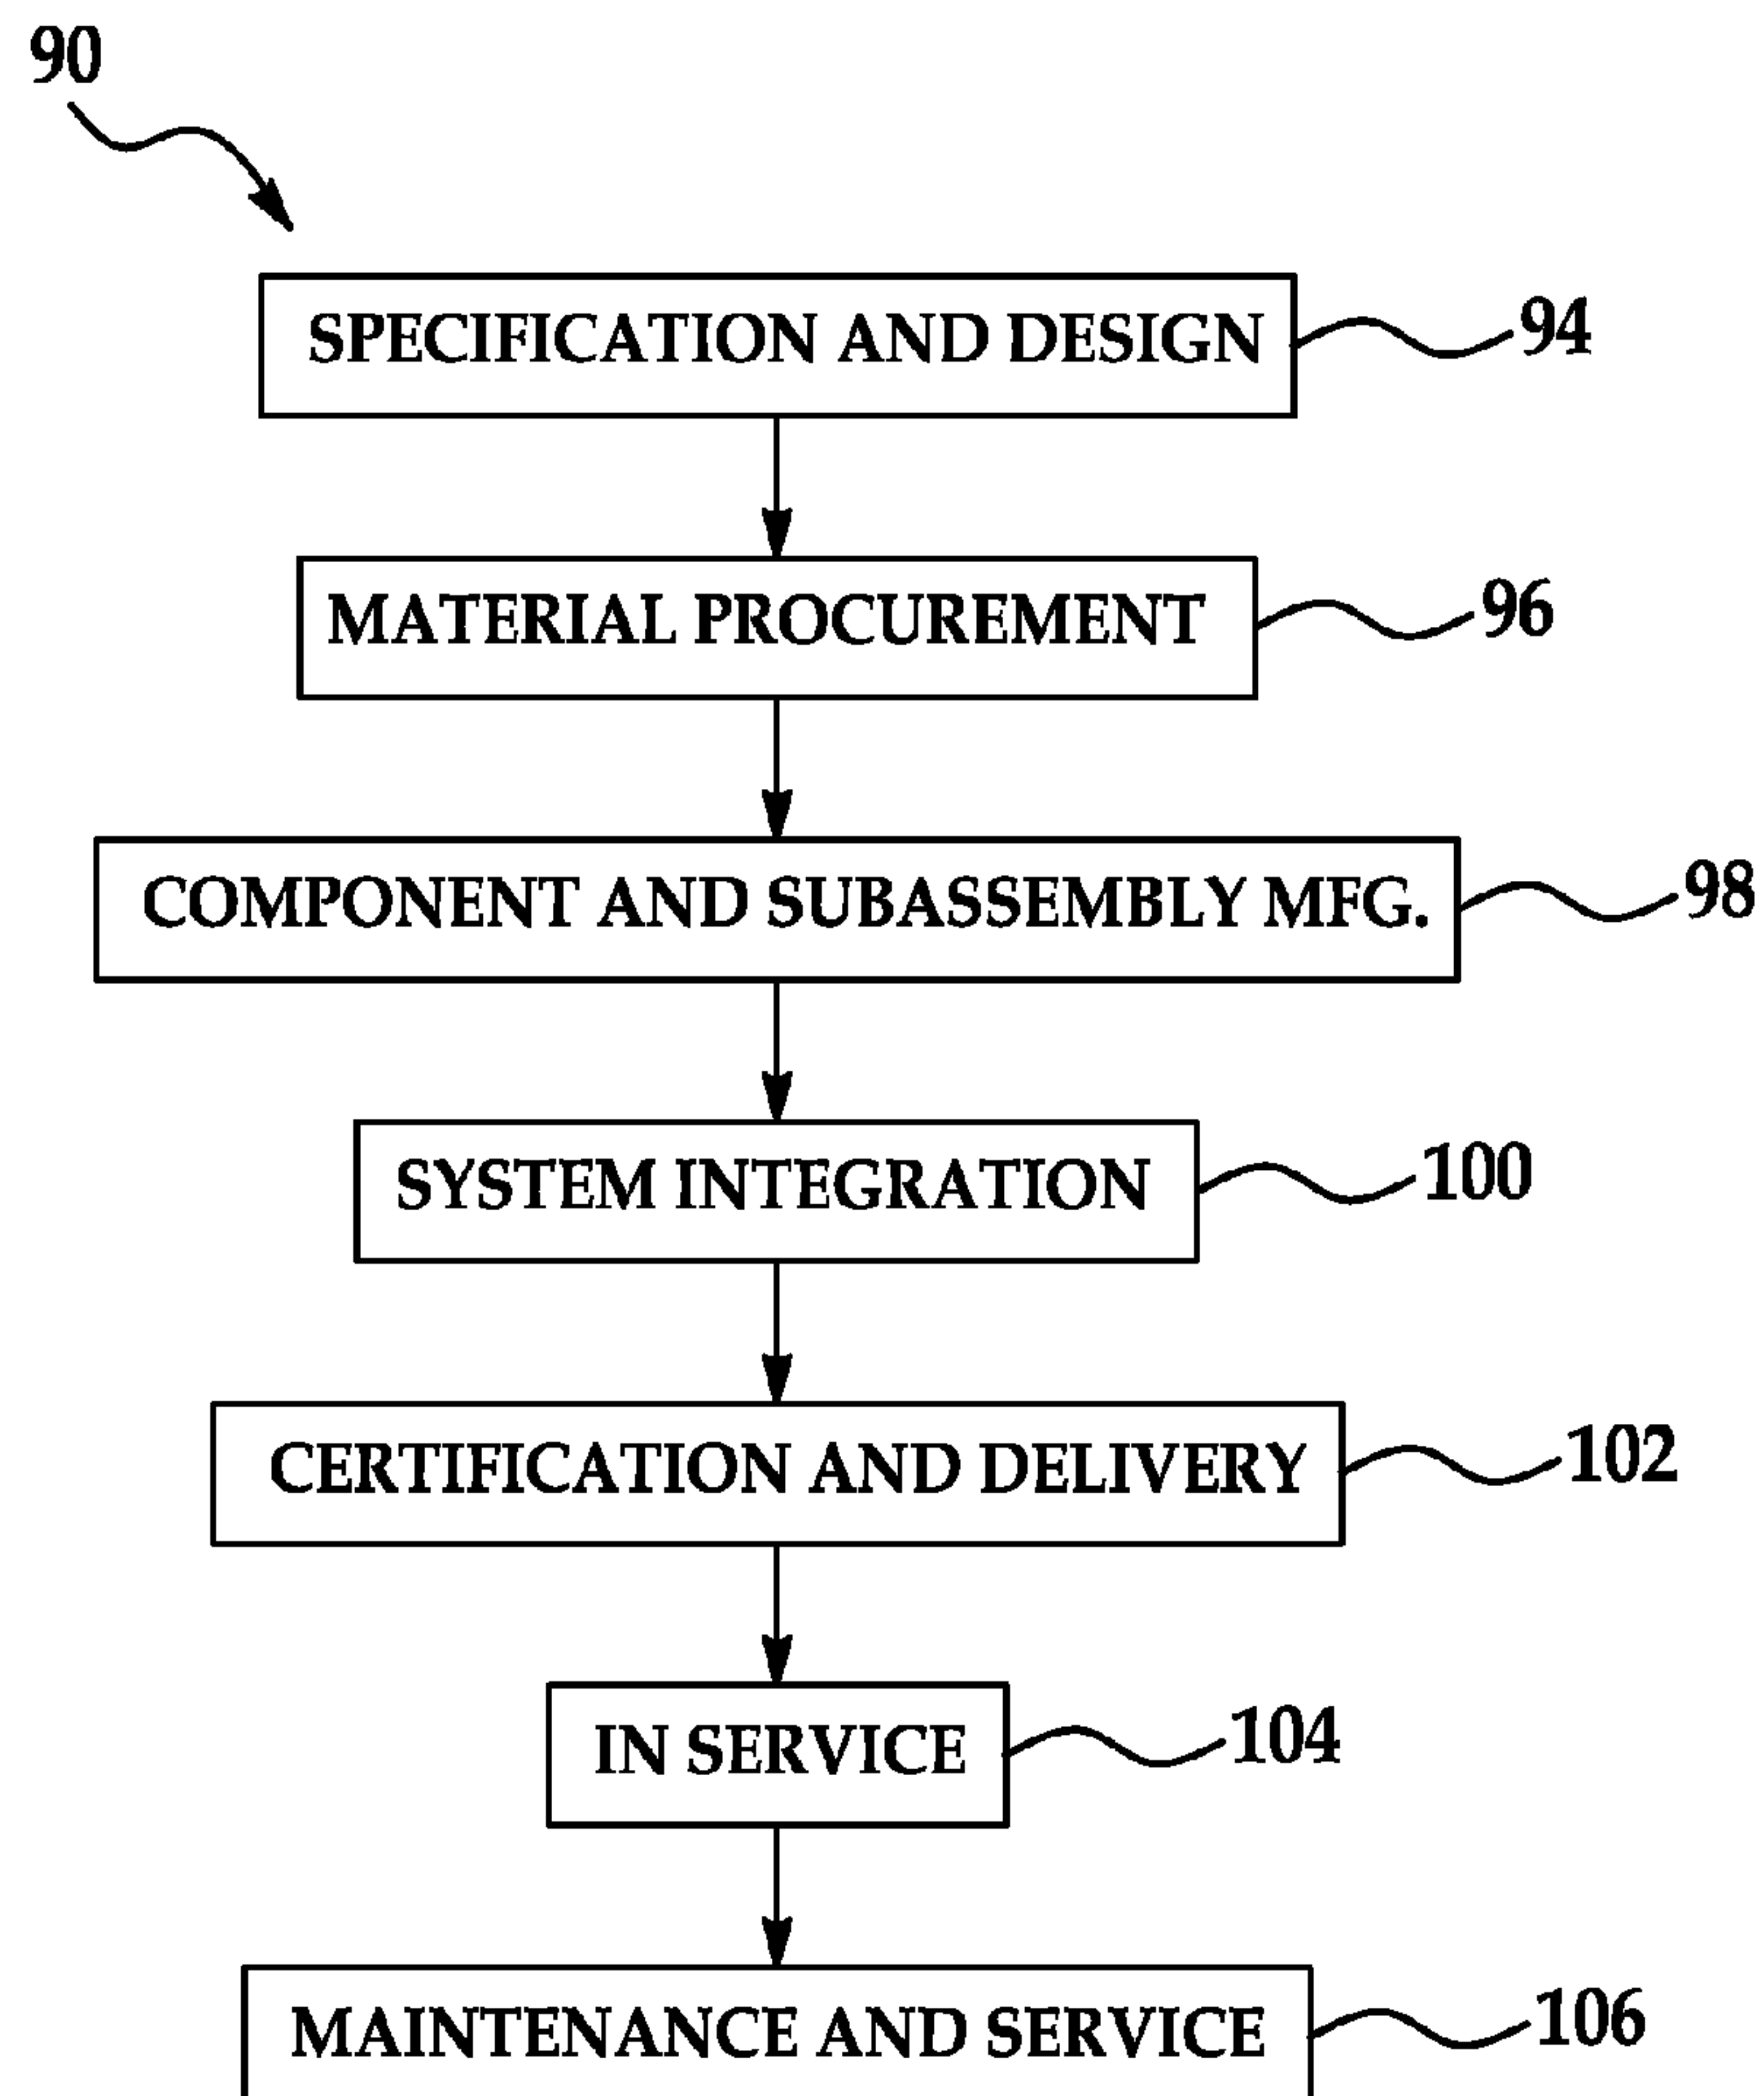 90
SPECIFICATION AND DESIGN
94
MATERIAL PROCUREMENT
96
COMPONENT AND SUBASSEMBLY MFG.
98
SYSTEM INTEGRATION
100
CERTIFICATION AND DELIVERY
102
IN SERVICE
104
MAINTENANCE AND SERVICE
106